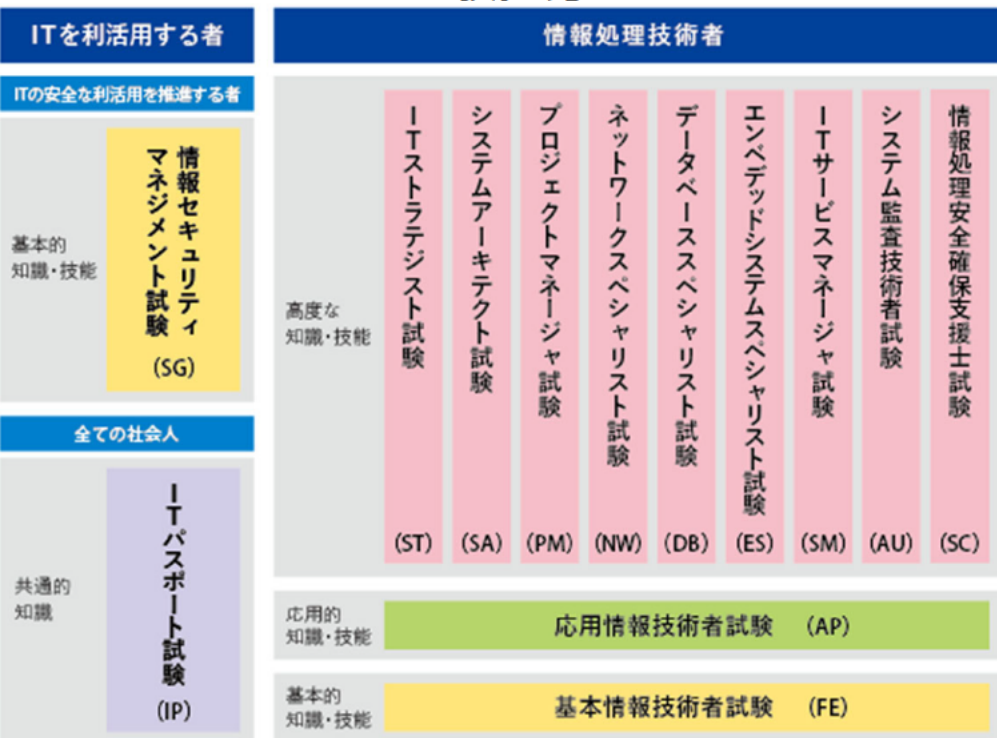 ITを利活用する者
ITの安全な利活用を推進する者
基本的
知識・技能
情報セキュリティ
マネジメント試験
(SG)
全ての社会人
共通的
知識
ITパスポート試験
(IP)
情報処理技術者
高度な
知識・技能
ITストラテジスト試験
(ST)
システムアーキテクト試験
(SA)
プロジェクトマネージャ試験
(PM)
ネットワークスペシャリスト試験
(NW)
データベーススペシャリスト試験
(DB)
エンベデッドシステムスペシャリスト試験
(ES)
ITサービスマネージャ試験
(SM)
システム監査技術者試験
(AU)
情報処理安全確保支援士試験
(SC)
応用的
知識・技能
応用情報技術者試験 (AP)
基本的
知識・技能
基本情報技術者試験 (FE)